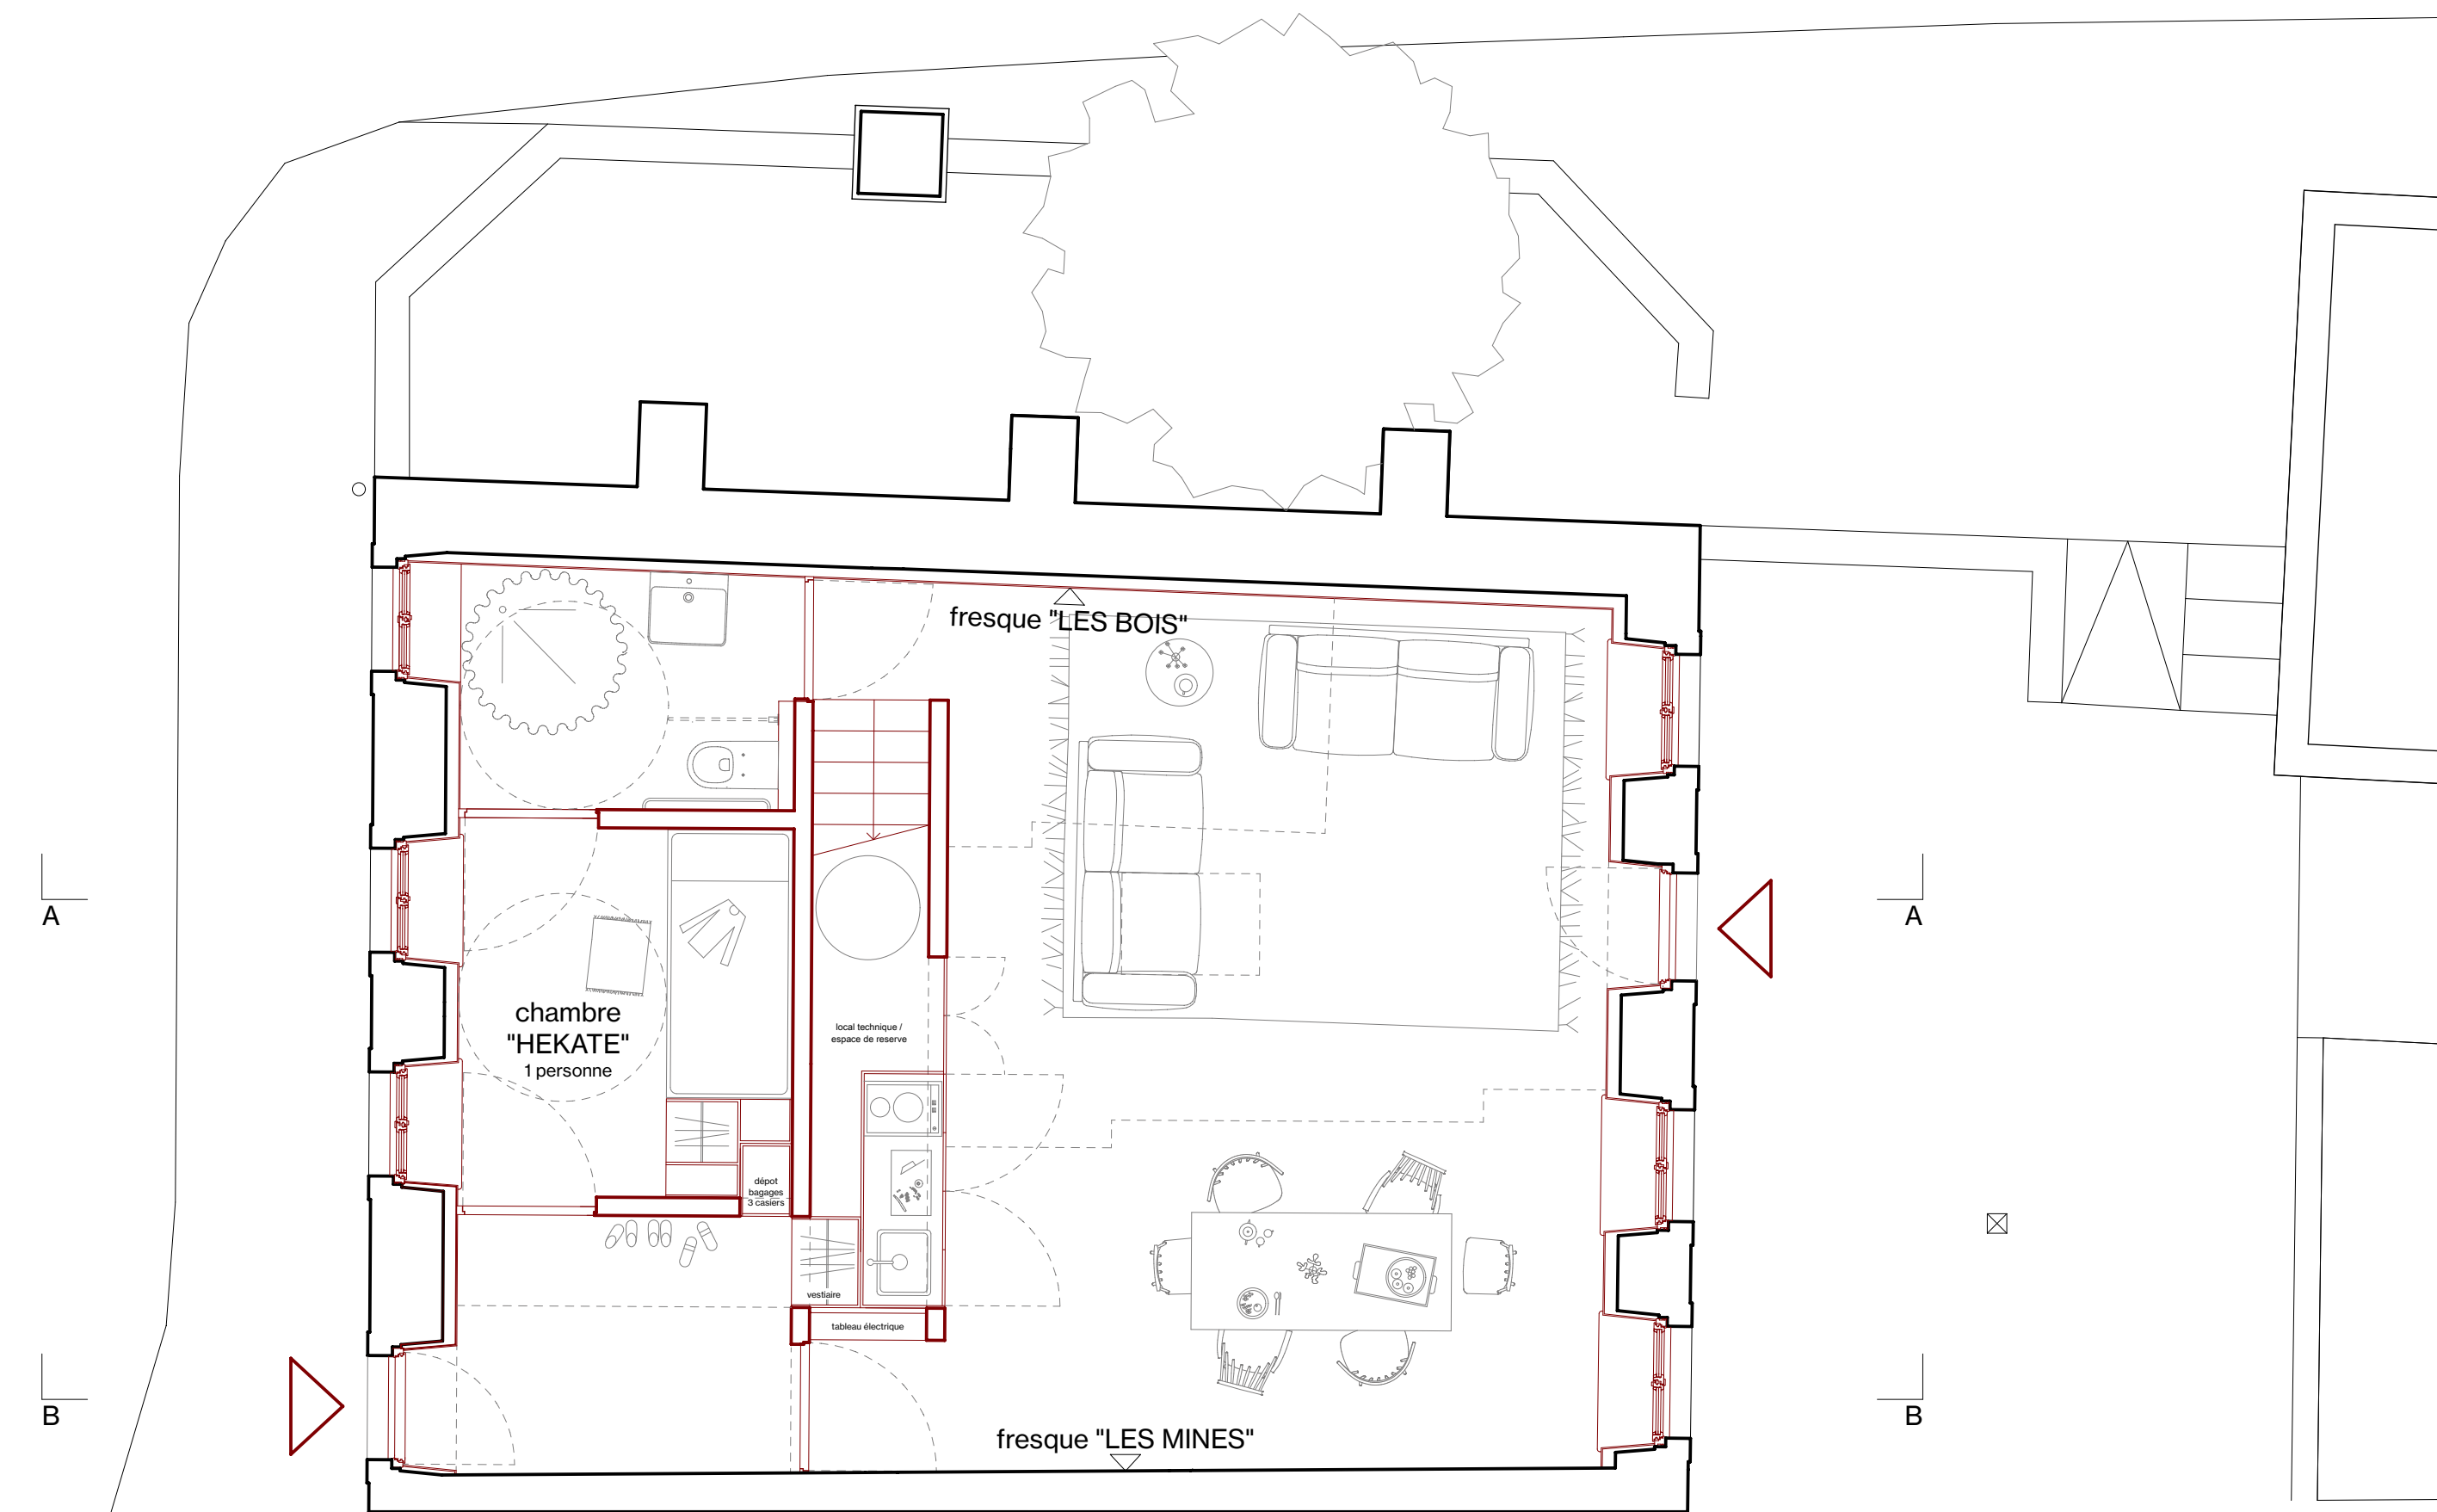 fresque "LES BOIS"
A
A
chambre
"HEKATE"
1 personne
local technique /
espace de reserve
dépot
bagages
3 casiers
vestiaire
tableau électrique
B
B
fresque "LES MINES"